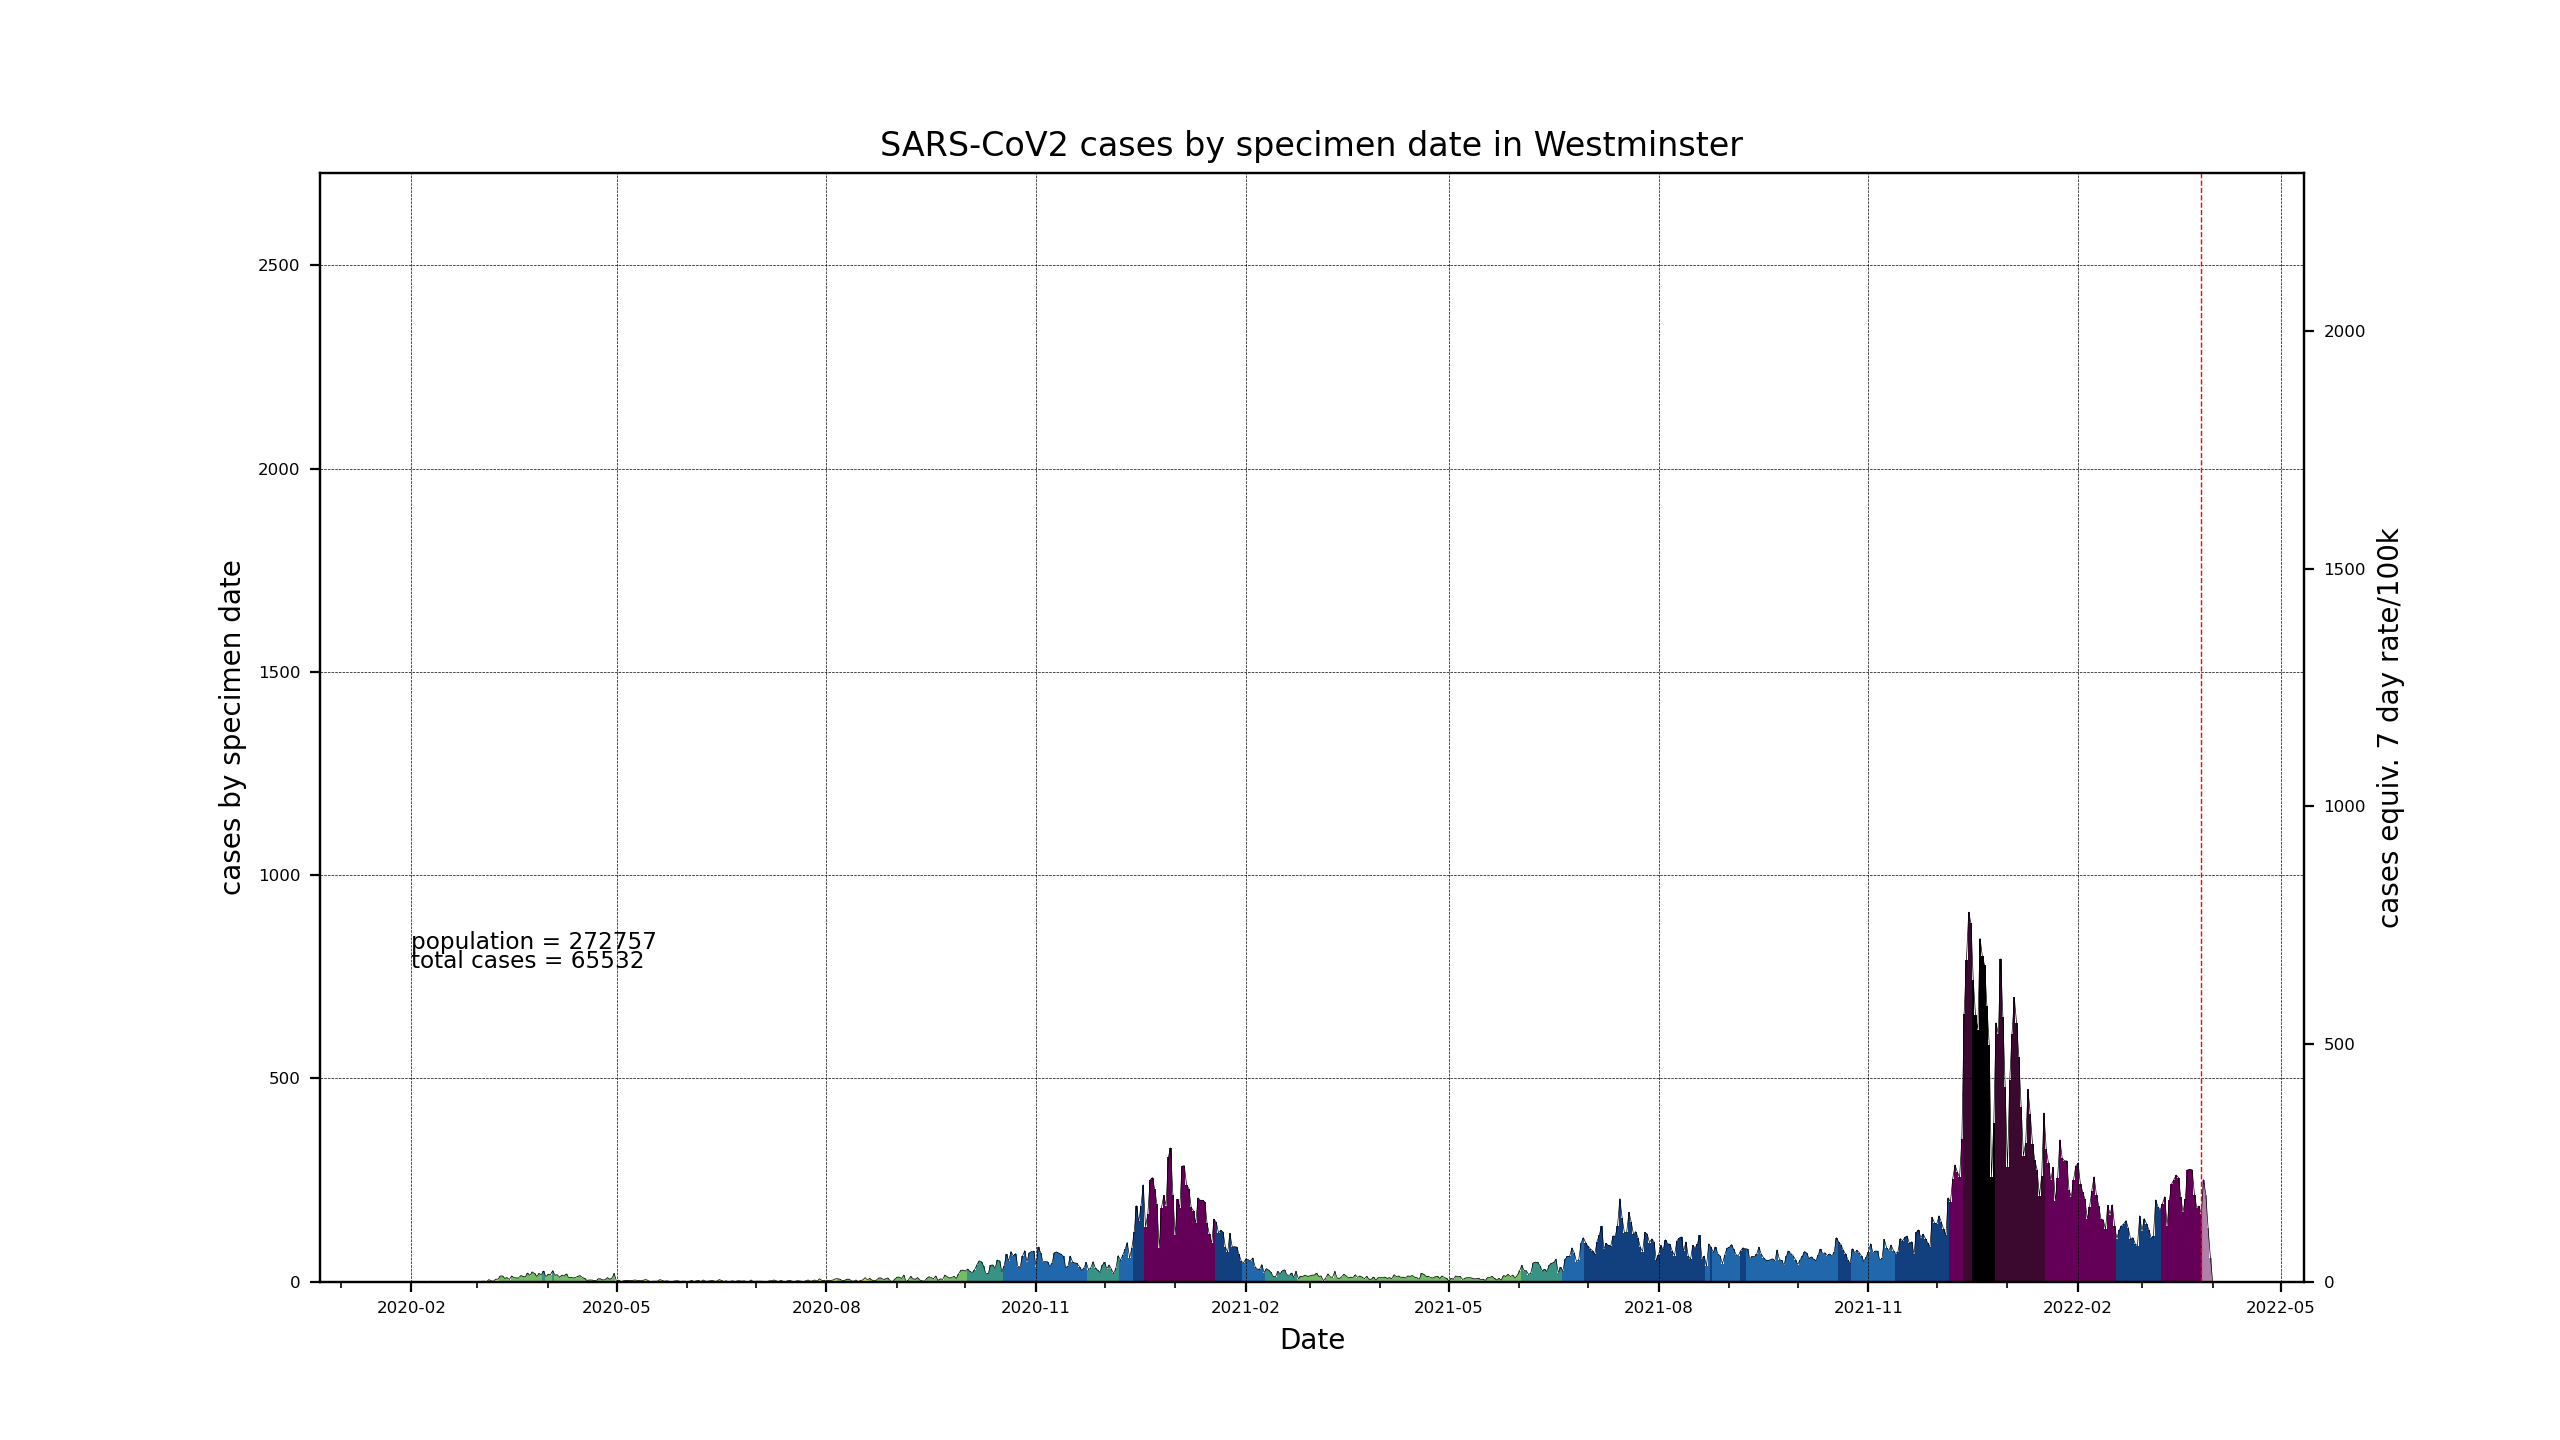 SARS-CoV2 cases by specimen date in Westminster
cases by specimen date
2500
2000
1500
1000
500
0
population = 272757
total cases = 65532
2000
1500
1000
500
0
cases equiv. 7 day rate/100k
2020-02 2020-05 2020-08 2020-11 2021-02 2021-05 2021-08 2021-11 2022-02 2022-05
Date